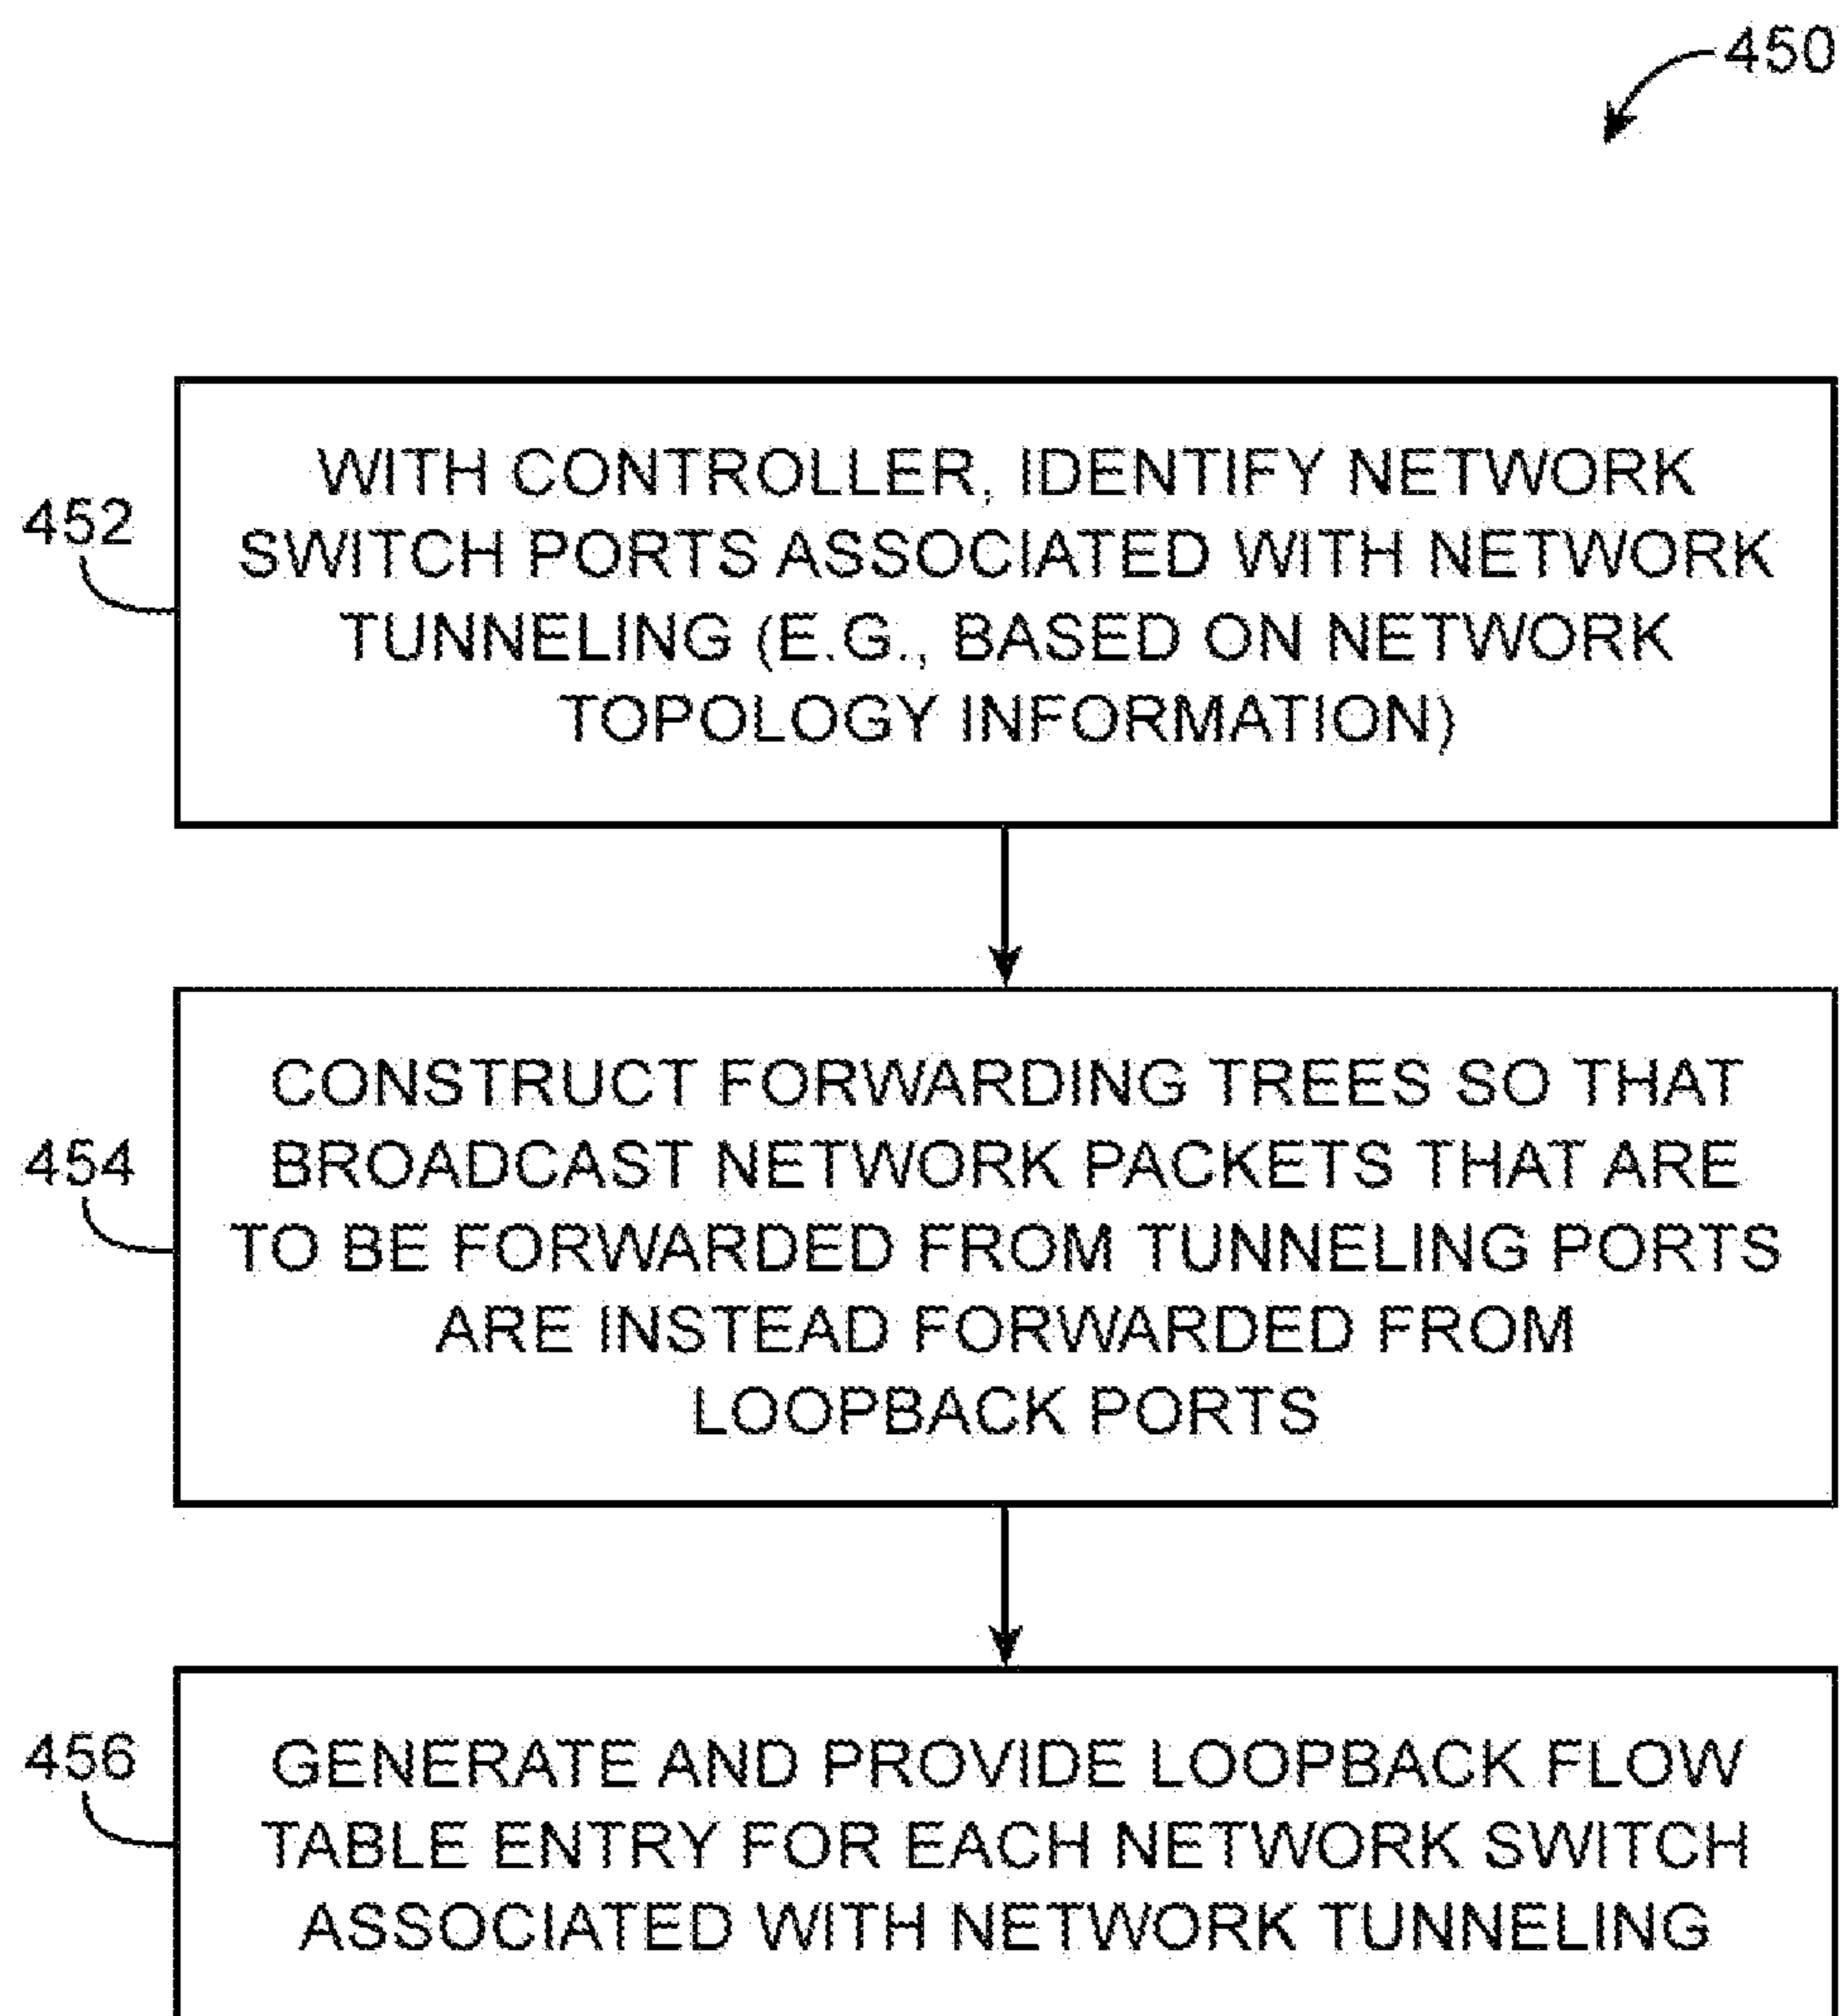 450
452
WITH CONTROLLER, IDENTIFY NETWORK
SWITCH PORTS ASSOCIATED WITH NETWORK
TUNNELING (E.G., BASED ON NETWORK
TOPOLOGY INFORMATION)
454
CONSTRUCT FORWARDING TREES SO THAT
BROADCAST NETWORK PACKETS THAT ARE
TO BE FORWARDED FROM TUNNELING PORTS
ARE INSTEAD FORWARDED FROM
LOOPBACK PORTS
456
GENERATE AND PROVIDE LOOPBACK FLOW
TABLE ENTRY FOR EACH NETWORK SWITCH
ASSOCIATED WITH NETWORK TUNNELING